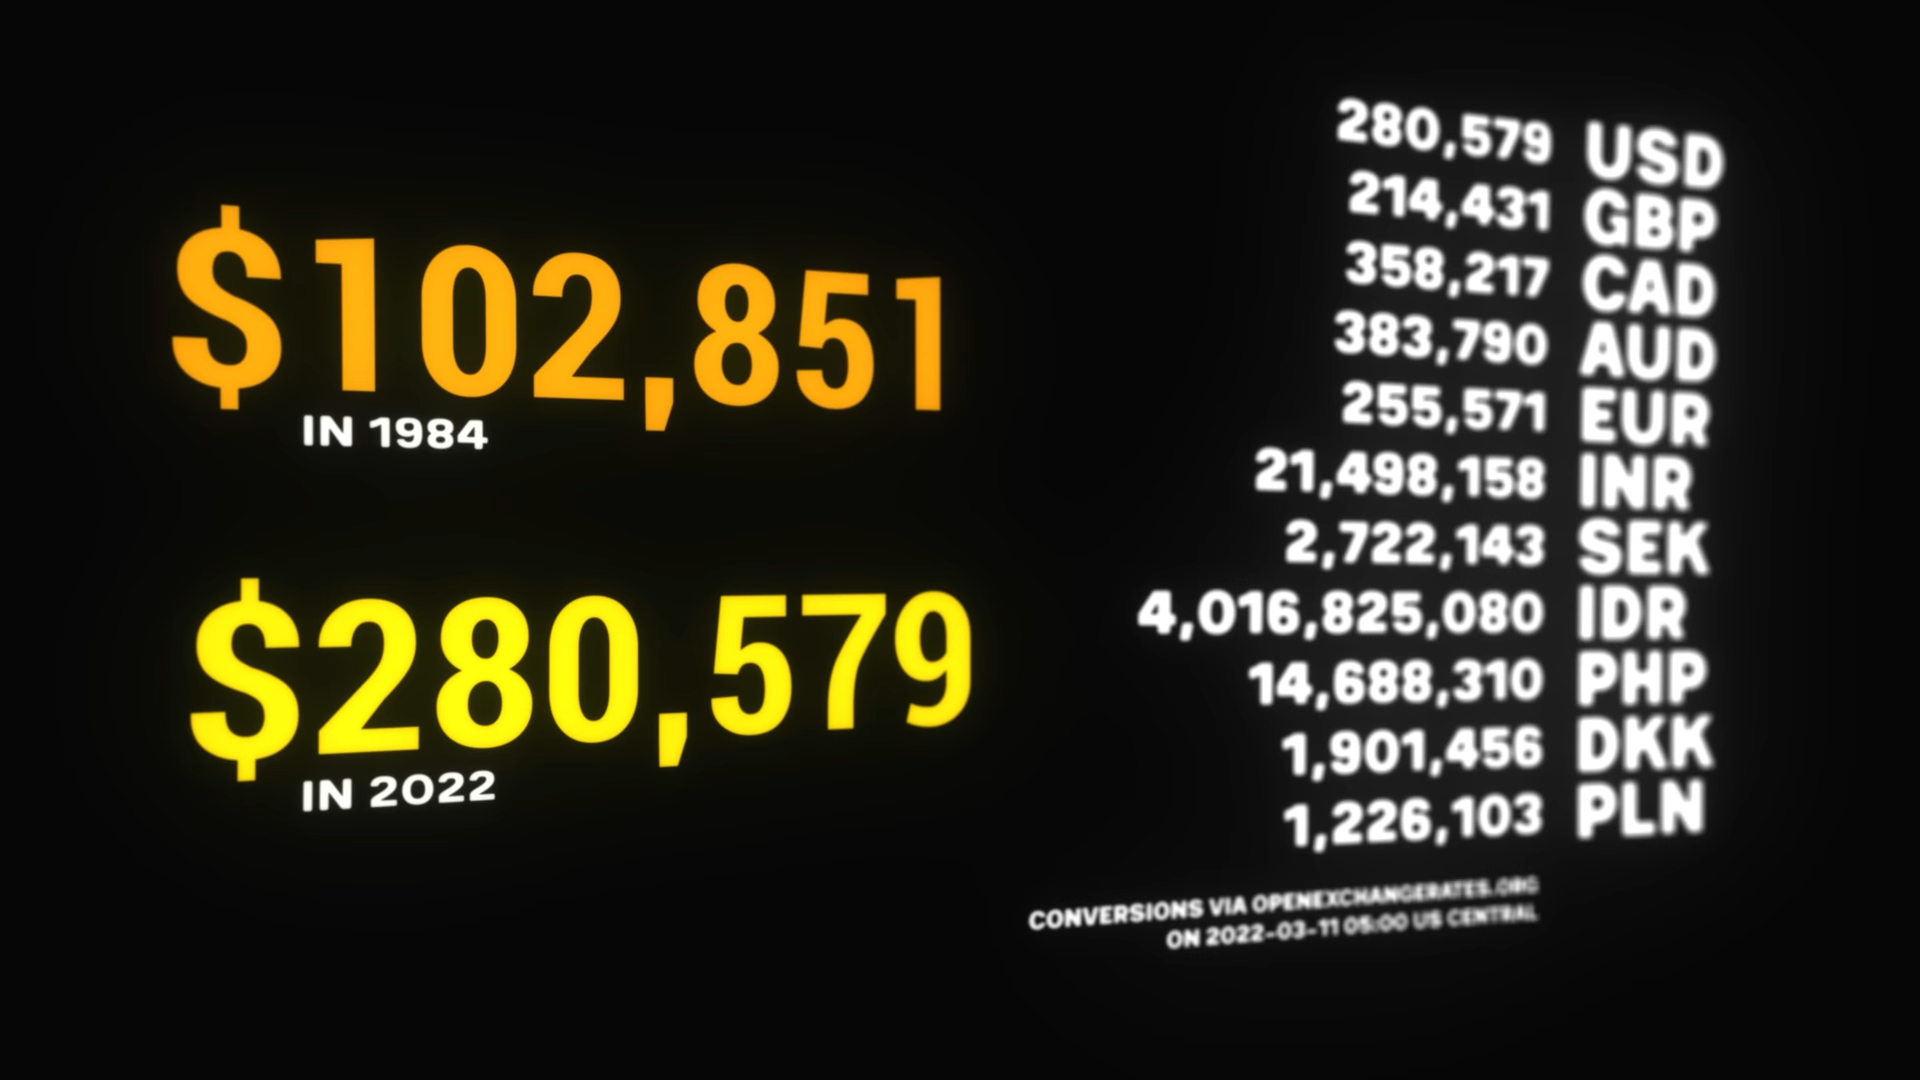 $102,851
IN 1984
$280,579
IN 2022
280,579 USD
214,431 GBP
358,217 CAD
383,790 AUD
255,571 EUR
21,498,158 INR
2,722,143 SEK
4,016,825,080 IDR
14,688,310 PHP
1,901,456 DKK
1,226,103 PLN
CONVERSIONS VIA OPENEXCHANGERATES.ORG
ON 2022-03-11 05:00 US CENTRAL